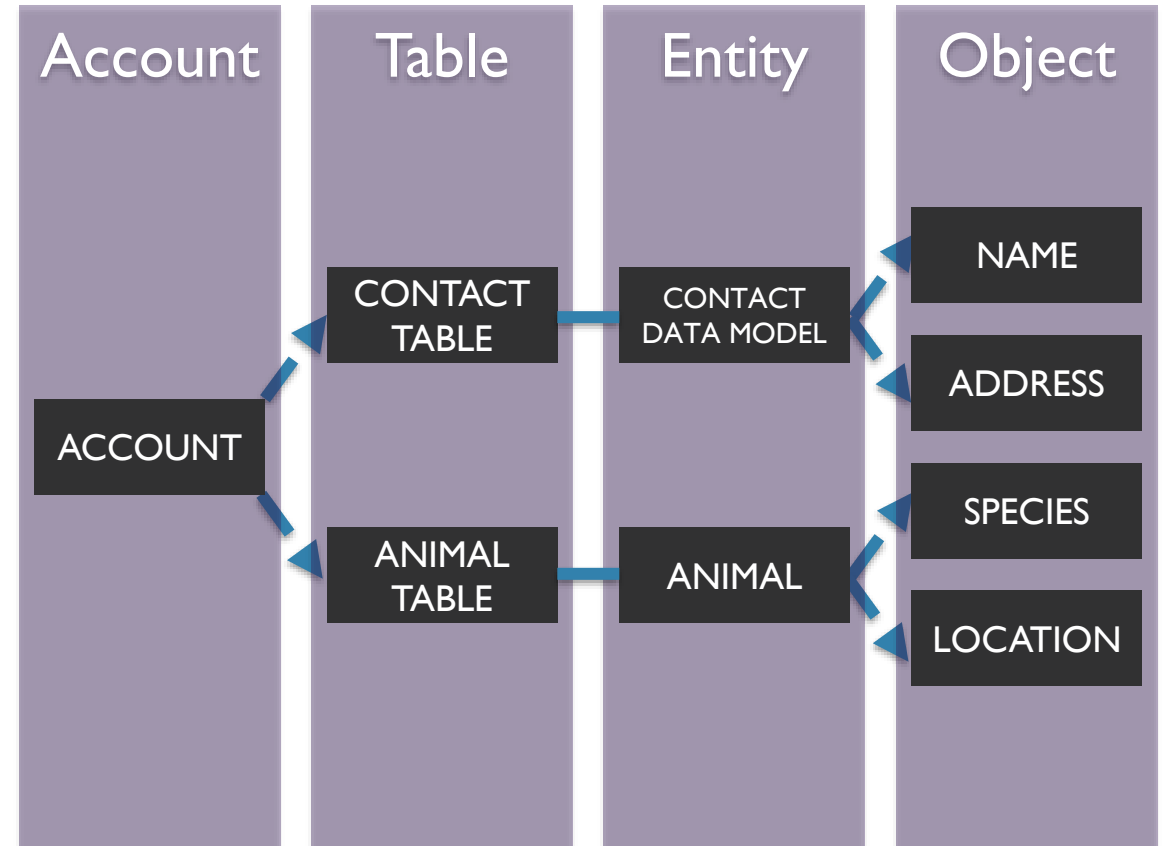 Account
Table
Entity
Object
ACCOUNT
CONTACT
TABLE
ANIMAL
TABLE
CONTACT
DATA MODEL
ANIMAL
NAME
ADDRESS
SPECIES
LOCATION